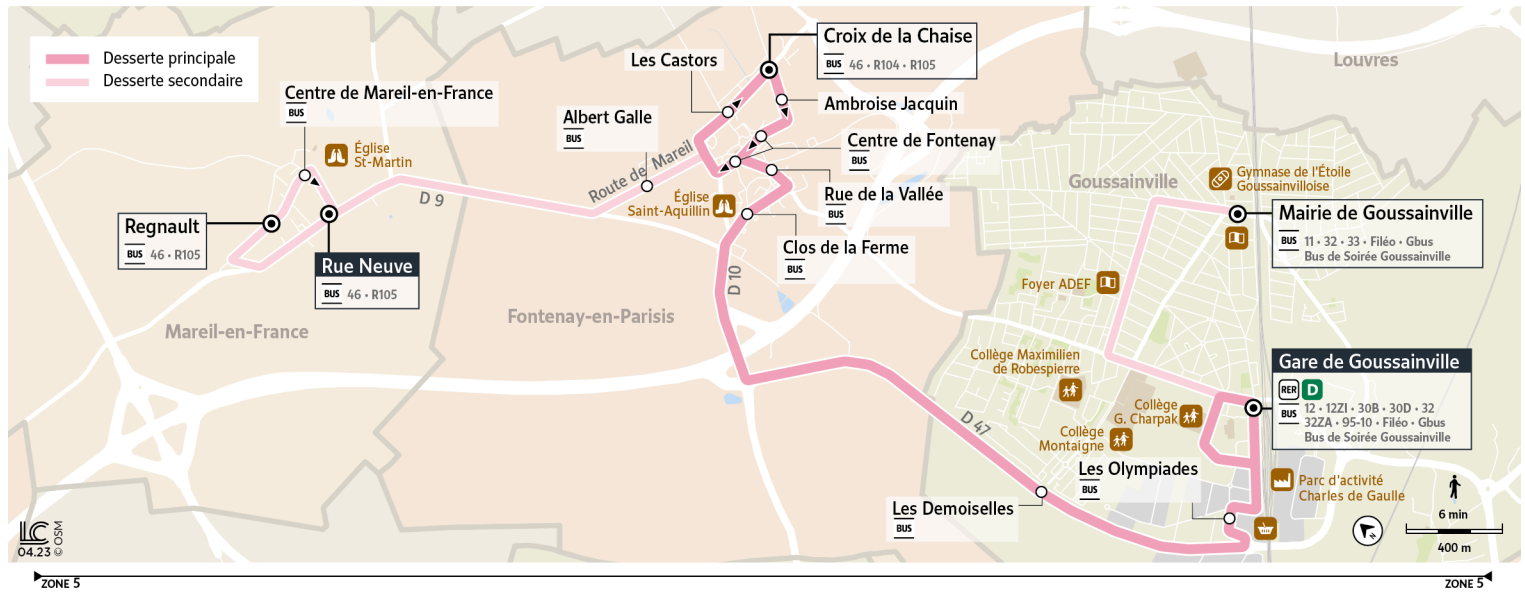 Desserte principale
Desserte secondaire
Centre de Mareil-en-France
BUS
Église
St-Martin
Regnault
BUS 46 • R105
Rue Neuve
BUS 46 • R105
Mareil-en-France
D 9
Albert Galle
BUS
Route de Mareil
Les Castors
Croix de la Chaise
BUS 46 • R104 • R105
Ambroise Jacquin
Centre de Fontenay
BUS
Rue de la Vallée
BUS
Église
Saint-Aquillin
Clos de la Ferme
BUS
D 10
Fontenay-en-Parisis
Louvres
Goussainville
Gymnase de l'Étoile
Goussainvilloise
Mairie de Goussainville
BUS 11 • 32 • 33 • Filéo • Gbus
Bus de Soirée Goussainville
Foyer ADEF
Collège Maximilien
de Robespierre
Collège
G. Charpak
Collège
Montaigne
Gare de Goussainville
RER D
BUS 12 • 12ZI • 30B • 30D • 32
32ZA • 95-10 • Filéo • Gbus
Bus de Soirée Goussainville
D 47
Les Olympiades
BUS
Les Demoiselles
BUS
Parc d'activité
Charles de Gaulle
N
6 min
400 m
LC
04.23
© OSM
ZONE 5
ZONE 5